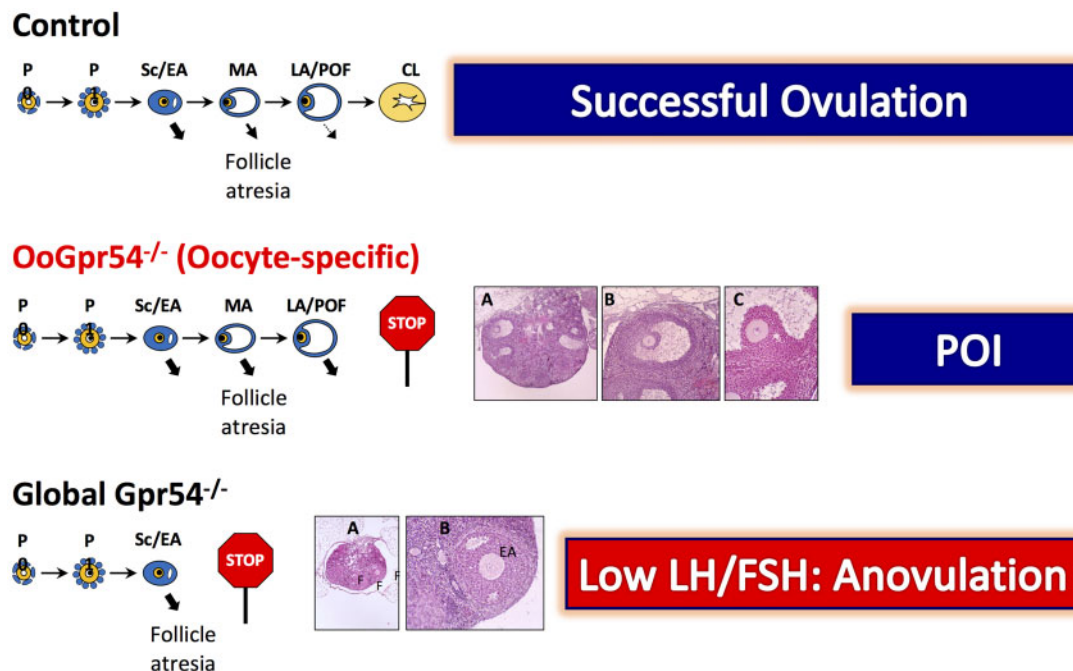 Control
P P Sc/EA MA LA/POF CL
0 1
Successful Ovulation
Follicle
atresia
OoGpr54-/- (Oocyte-specific)
P P Sc/EA MA LA/POF
0 1
STOP
A B C
POI
Follicle
atresia
Global Gpr54-/-
P P Sc/EA
0 1
STOP
A B
EA
F F F
Low LH/FSH: Anovulation
Follicle
atresia